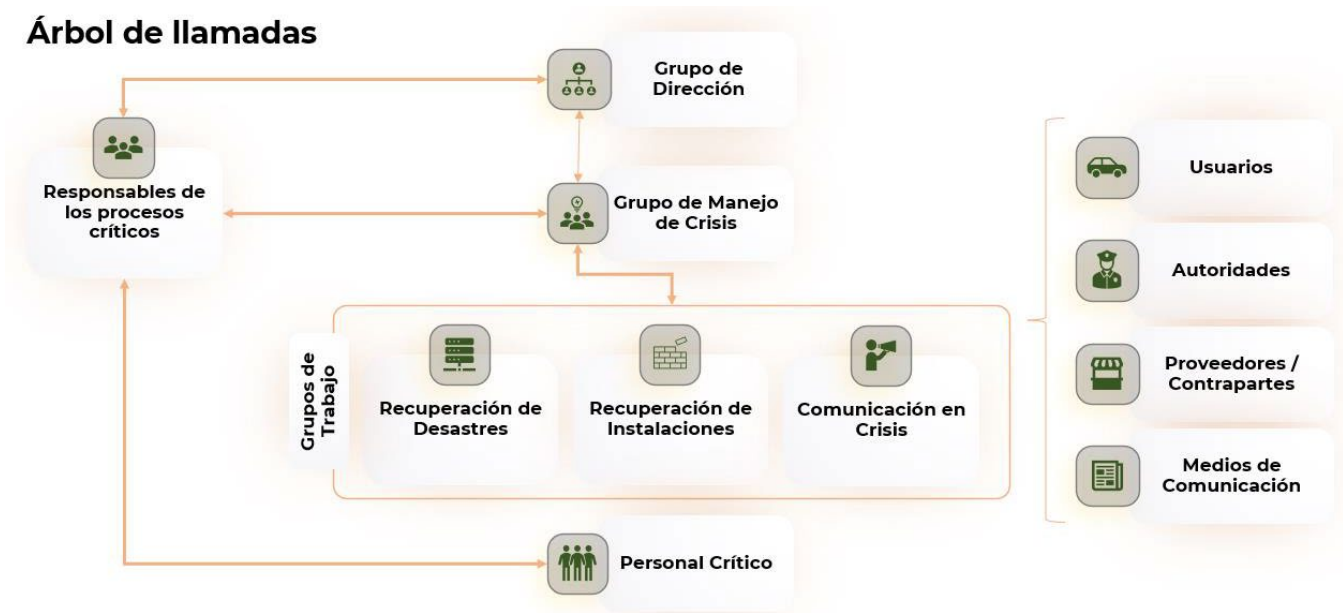 Árbol de llamadas
Grupo de
Dirección
Responsables de
los procesos
críticos
Grupo de Manejo
de Crisis
Grupos de
Trabajo
Recuperación de
Desastres
Recuperación de
Instalaciones
Comunicación en
Crisis
Personal Crítico
Usuarios
Autoridades
Proveedores /
Contrapartes
Medios de
Comunicación